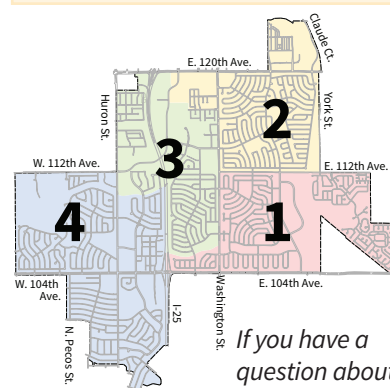 Claude Ct.
E. 120th Ave.
Huron St.
York St.
2
3
W. 112th Ave.
E. 112th Ave.
4
1
W. 104th
Ave.
E. 104th Ave.
N. Pecos St.
I-25
Washington St.
If you have a
question about